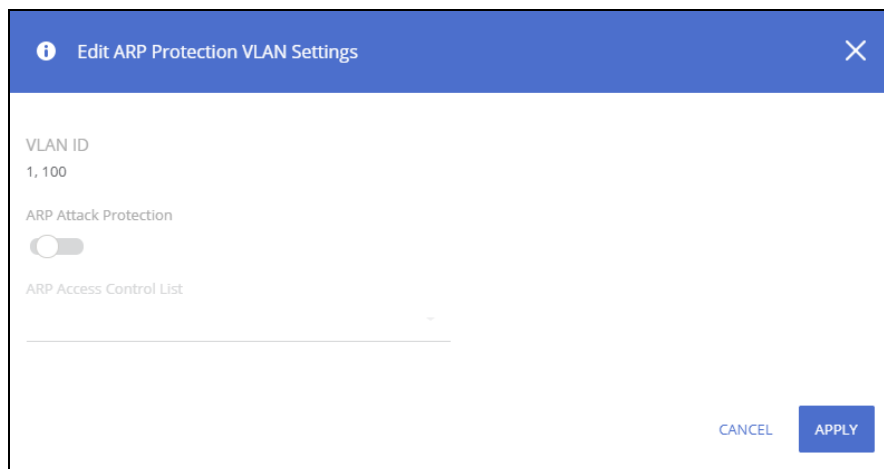 Edit ARP Protection VLAN Settings
VLAN ID
1, 100
ARP Attack Protection
ARP Access Control List
CANCEL
APPLY